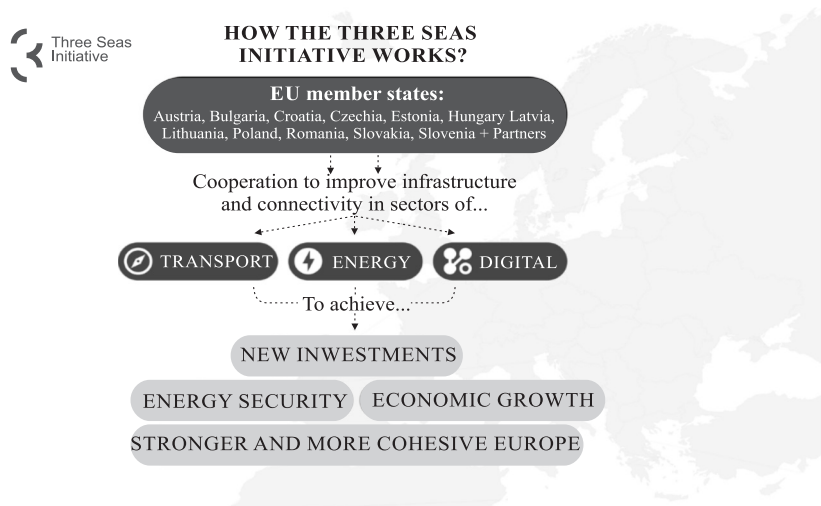 Three Seas
Initiative
HOW THE THREE SEAS
INITIATIVE WORKS?
EU member states:
Austria, Bulgaria, Croatia, Czechia, Estonia, Hungary Latvia,
Lithuania, Poland, Romania, Slovakia, Slovenia + Partners
Cooperation to improve infrastructure
and connectivity in sectors of...
TRANSPORT
ENERGY
DIGITAL
To achieve...
NEW INWESTMENTS
ENERGY SECURITY
ECONOMIC GROWTH
STRONGER AND MORE COHESIVE EUROPE